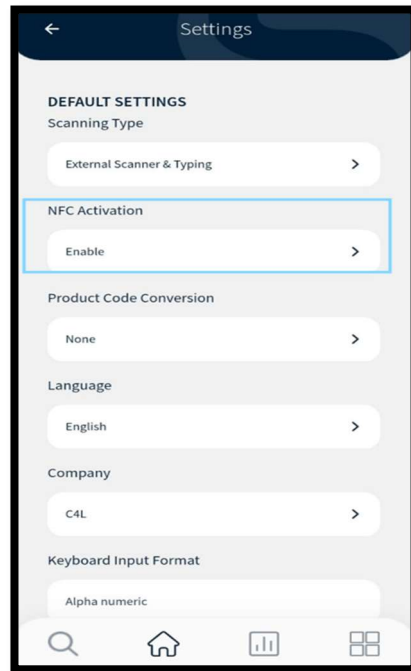 Settings
DEFAULT SETTINGS
Scanning Type
External Scanner & Typing
NFC Activation
Enable
Product Code Conversion
None
Language
English
Company
C4L
Keyboard Input Format
Alpha numeric